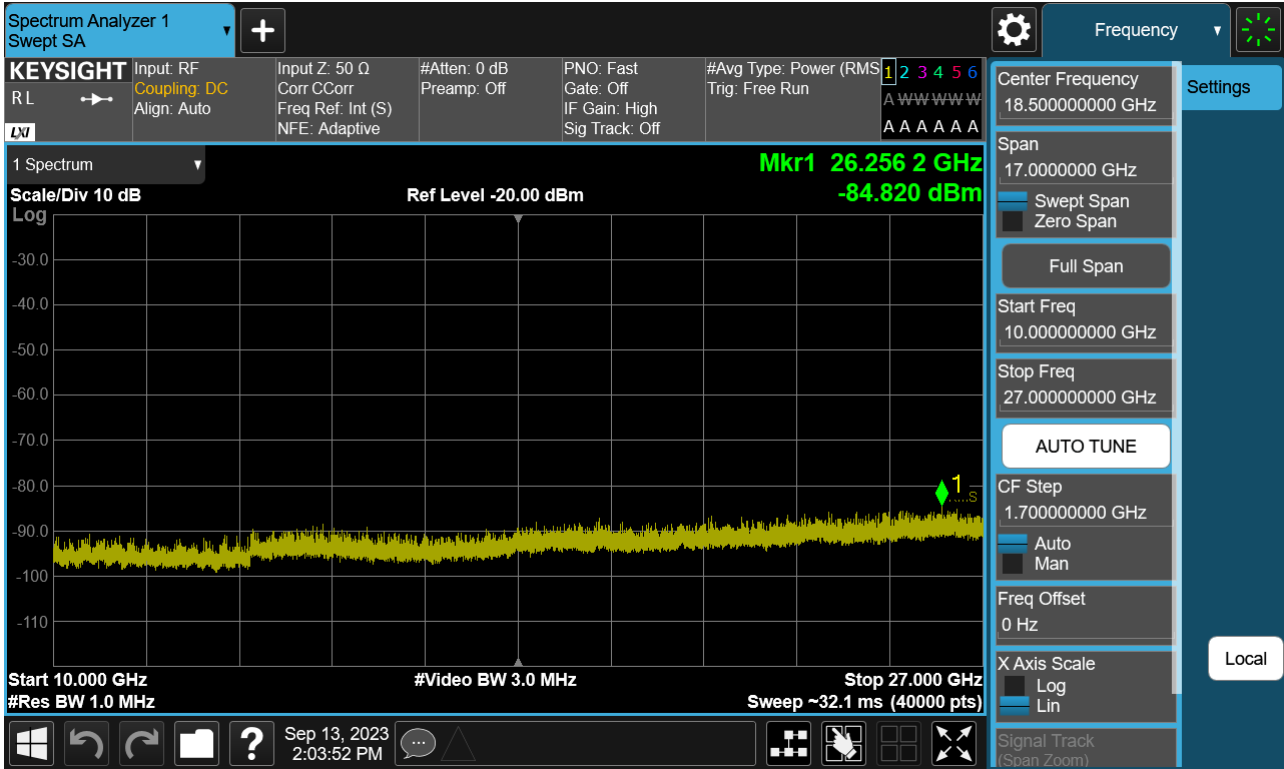 Spectrum Analyzer 1
Swept SA
Frequency
KEYSIGHT
R L
LXI
Input: RF
Coupling: DC
Align: Auto
Input Z: 50 Ω
Corr CCorr
Freq Ref: Int (S)
NFE: Adaptive
#Atten: 0 dB
Preamp: Off
PNO: Fast
Gate: Off
IF Gain: High
Sig Track: Off
#Avg Type: Power (RMS
Trig: Free Run
1 2 3 4 5 6
A W W W W W
A A A A A A
1 Spectrum
Scale/Div 10 dB
Log
Ref Level -20.00 dBm
Mkr1 26.256 2 GHz
-84.820 dBm
-30.0
-40.0
-50.0
-60.0
-70.0
-80.0
-90.0
-100
-110
1
S
Start 10.000 GHz
#Res BW 1.0 MHz
#Video BW 3.0 MHz
Stop 27.000 GHz
Sweep ~32.1 ms (40000 pts)
Center Frequency
18.500000000 GHz
Span
17.0000000 GHz
Swept Span
Zero Span
Full Span
Start Freq
10.000000000 GHz
Stop Freq
27.000000000 GHz
AUTO TUNE
CF Step
1.700000000 GHz
Auto
Man
Freq Offset
0 Hz
X Axis Scale
Log
Lin
Signal Track
(Span Zoom)
Settings
Local
?
Sep 13, 2023
2:03:52 PM